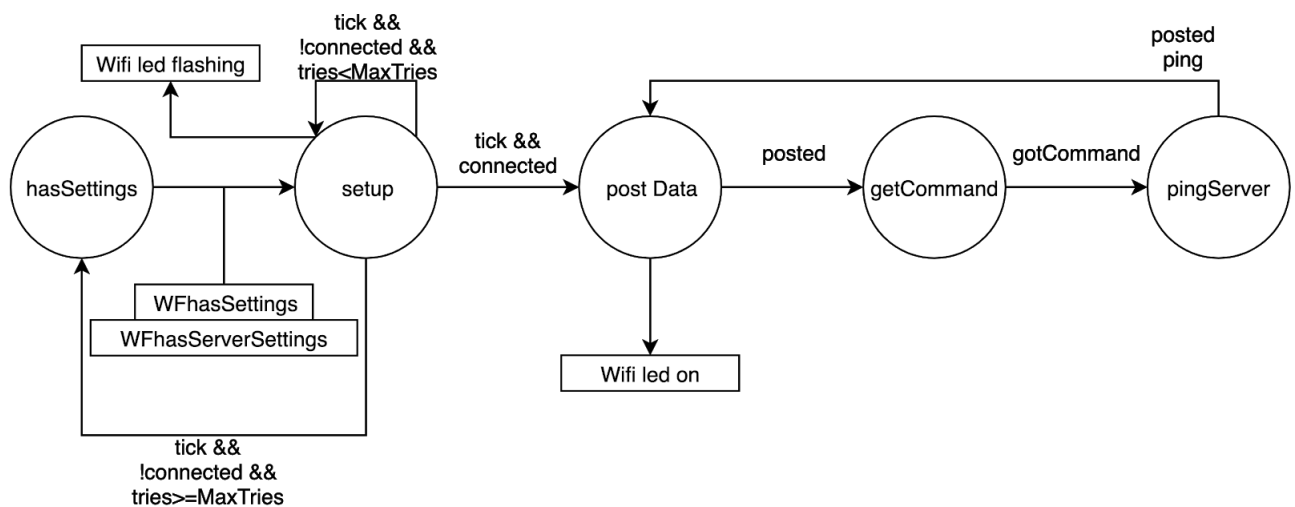 tick &&
!connected &&
tries<MaxTries
Wifi led flashing
posted
ping
hasSettings
setup
tick &&
connected
post Data
posted
getCommand
gotCommand
pingServer
WFhasSettings
WFhasServerSettings
Wifi led on
tick &&
!connected &&
tries>=MaxTries